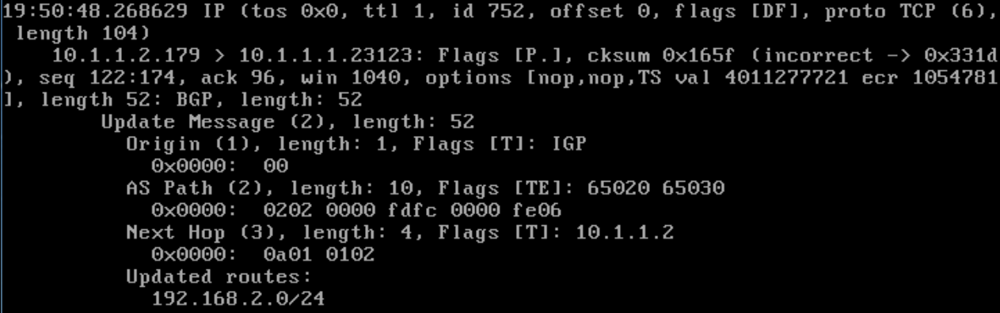 19:50:48.268629 IP (tos 0x0, ttl 1, id 752, offset 0, flags [DF], proto TCP (6),
 length 104)
    10.1.1.2.179 > 10.1.1.1.23123: Flags [P.], cksum 0x165f (incorrect -> 0x331d
), seq 122:174, ack 96, win 1040, options [nop,nop,TS val 4011277721 ecr 1054781
], length 52: BGP, length: 52
        Update Message (2), length: 52
          Origin (1), length: 1, Flags [T]: IGP
            0x0000:  00
          AS Path (2), length: 10, Flags [TE]: 65020 65030
            0x0000:  0202 0000 fdfc 0000 fe06
          Next Hop (3), length: 4, Flags [T]: 10.1.1.2
            0x0000:  0a01 0102
          Updated routes:
            192.168.2.0/24